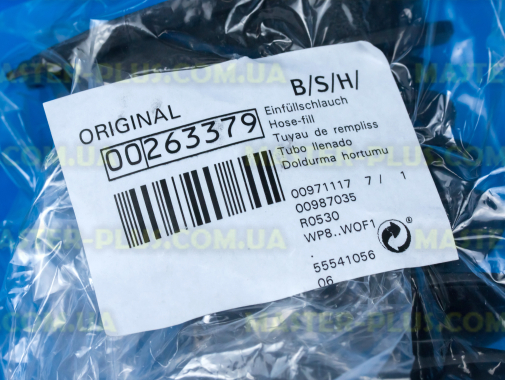 B/S/H/
ORIGINAL
00263379
Einfüllschlauch
Hose-fill
Tuyau de rempliss
Tubo llenado
Doldurma hortumu
00971117 7/ 1
00987035
R0530
WP8..WOF1
.
55541056
06
MASTER-PLUS.COM.UA